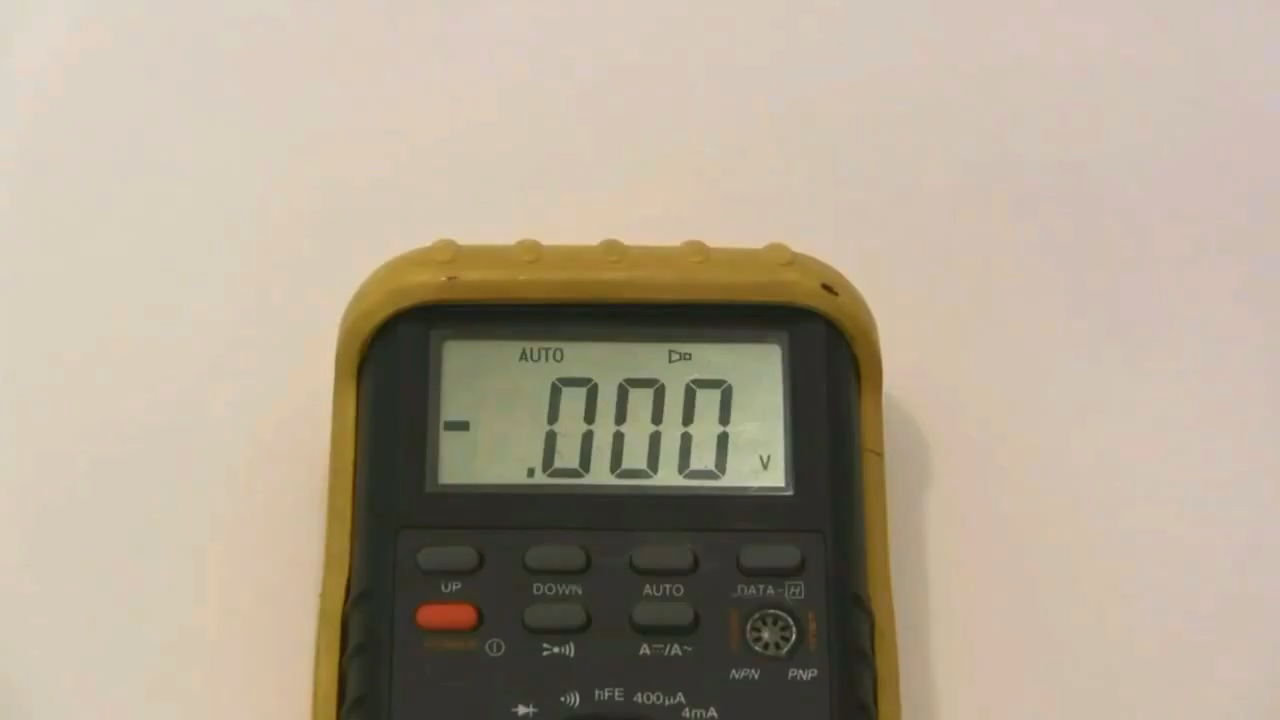 AUTO
-.000 V
UP DOWN AUTO DATA-H
A⎓/A~
NPN PNP
hFE 400µA
4mA